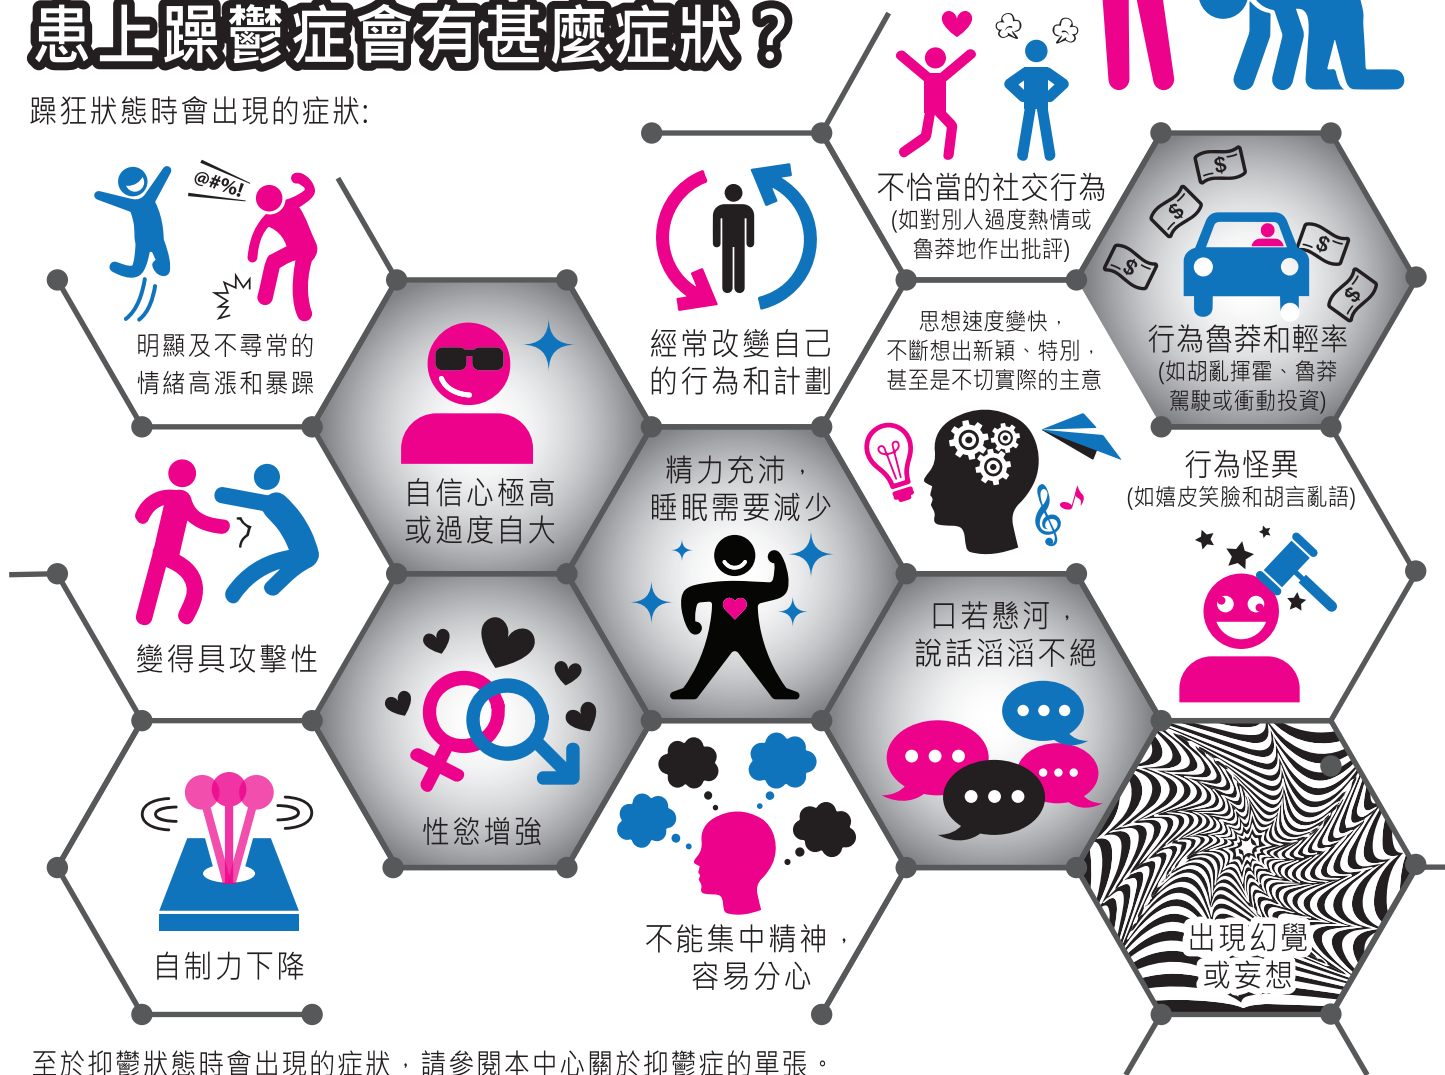 患上躁鬱症會有甚麼症狀？
躁狂狀態時會出現的症狀:
@#%!
明顯及不尋常的
情緒高漲和暴躁
經常改變自己
的行為和計劃
不恰當的社交行為
(如對別人過度熱情或
魯莽地作出批評)
$
$
$
$
$
行為魯莽和輕率
(如胡亂揮霍、魯莽
駕駛或衝動投資)
思想速度變快，
不斷想出新穎、特別，
甚至是不切實際的主意
自信心極高
或過度自大
精力充沛，
睡眠需要減少
行為怪異
(如嬉皮笑臉和胡言亂語)
變得具攻擊性
口若懸河，
說話滔滔不絕
性慾增強
自制力下降
不能集中精神，
容易分心
出現幻覺
或妄想
至於抑鬱狀態時會出現的症狀，請參閱本中心關於抑鬱症的單張。